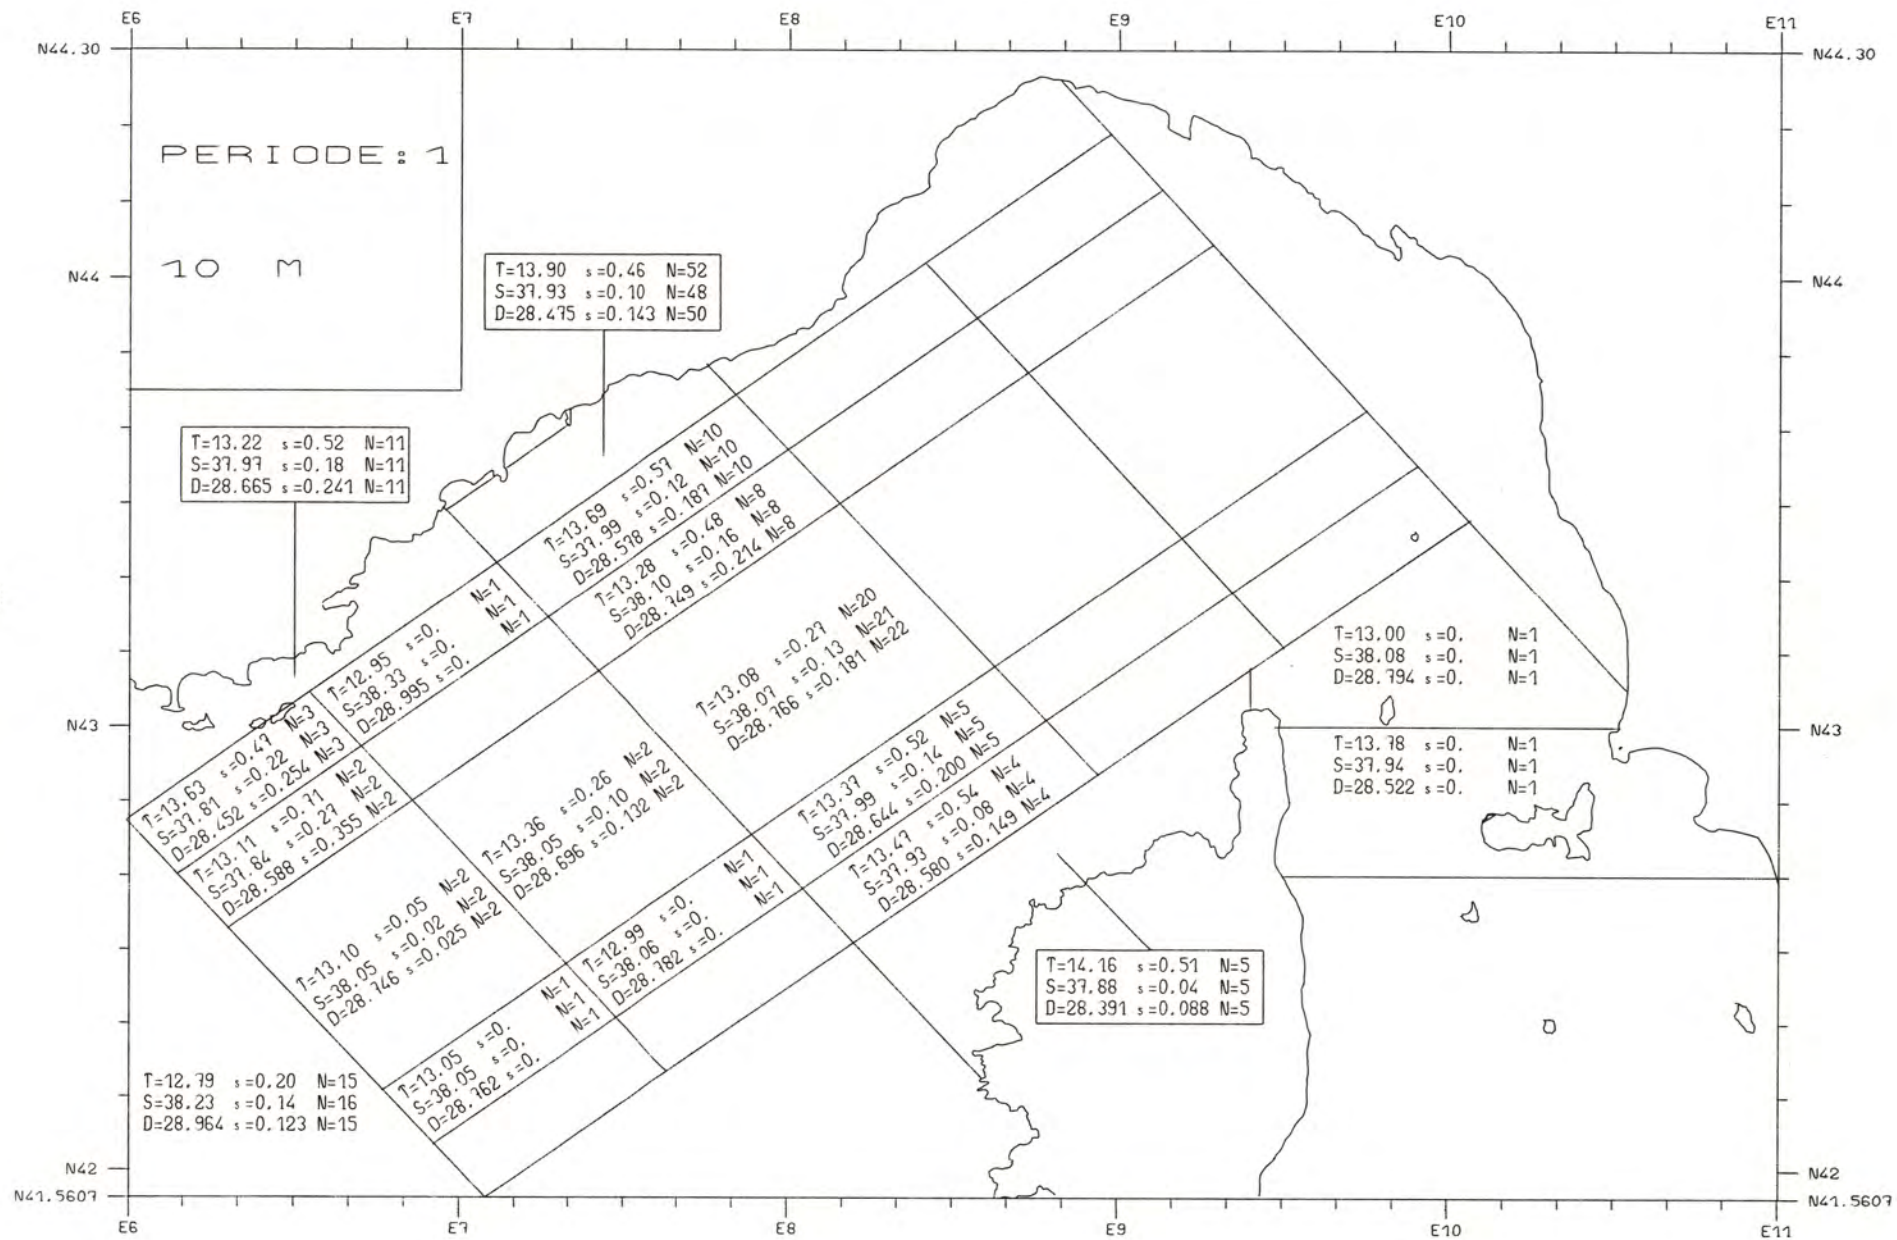 E6 E7 E8 E9 E10 E11
N44.30 N44.30
PERIODE: 1
10 M
N44 N44
T=13.90 s=0.46 N=52
S=37.93 s=0.10 N=48
D=28.475 s=0.143 N=50
T=13.22 s=0.52 N=11
S=37.97 s=0.18 N=11
D=28.665 s=0.241 N=11
T=13.69 s=0.57 N=10
S=37.99 s=0.12 N=10
D=28.578 s=0.187 N=10
T=13.28 s=0.48 N=8
S=38.10 s=0.16 N=8
D=28.749 s=0.214 N=8
T=12.95 s=0. N=1
S=38.33 s=0. N=1
D=28.995 s=0. N=1
T=13.08 s=0.27 N=20
S=38.07 s=0.13 N=21
D=28.766 s=0.181 N=22
T=13.00 s=0. N=1
S=38.08 s=0. N=1
D=28.794 s=0. N=1
N43 N43
T=13.63 s=0.47 N=3
S=37.81 s=0.22 N=3
D=28.452 s=0.254 N=3
T=13.11 s=0.71 N=2
S=37.84 s=0.27 N=2
D=28.588 s=0.355 N=2
T=13.36 s=0.26 N=2
S=38.05 s=0.10 N=2
D=28.696 s=0.132 N=2
T=13.37 s=0.52 N=5
S=37.99 s=0.14 N=5
D=28.644 s=0.200 N=5
T=13.47 s=0.54 N=4
S=37.93 s=0.08 N=4
D=28.580 s=0.149 N=4
T=13.78 s=0. N=1
S=37.94 s=0. N=1
D=28.522 s=0. N=1
T=13.10 s=0.05 N=2
S=38.05 s=0.02 N=2
D=28.746 s=0.025 N=2
T=12.99 s=0. N=1
S=38.06 s=0. N=1
D=28.782 s=0. N=1
T=13.05 s=0. N=1
S=38.05 s=0. N=1
D=28.762 s=0. N=1
T=14.16 s=0.51 N=5
S=37.88 s=0.04 N=5
D=28.391 s=0.088 N=5
T=12.79 s=0.20 N=15
S=38.23 s=0.14 N=16
D=28.964 s=0.123 N=15
N42 N42
N41.5607 N41.5607
E6 E7 E8 E9 E10 E11